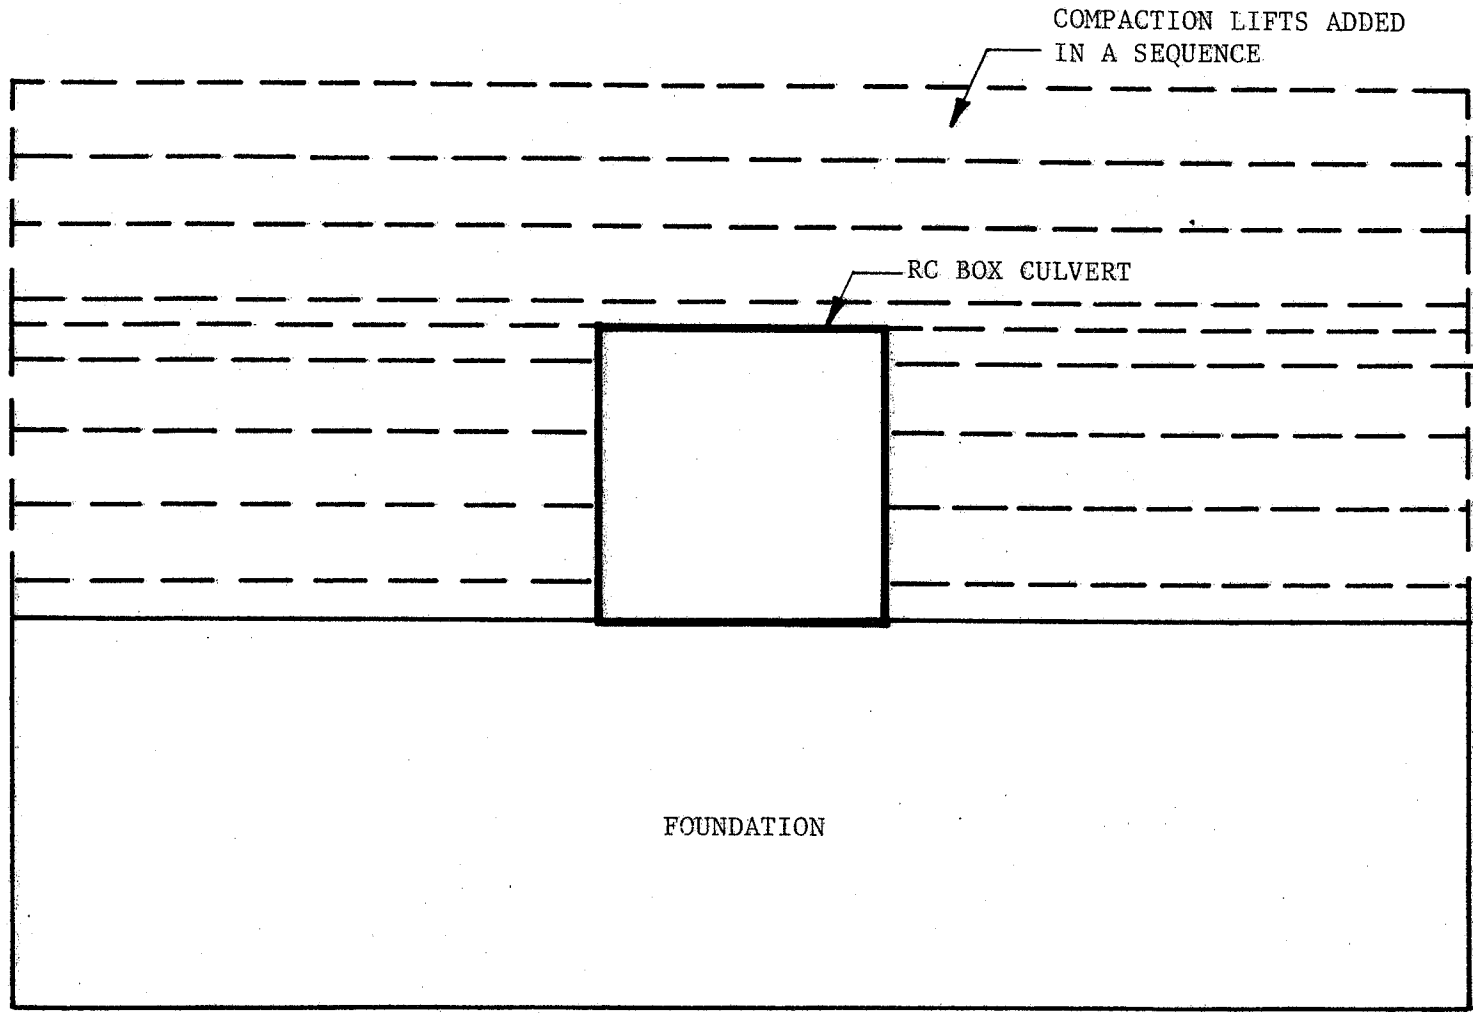 COMPACTION LIFTS ADDED
IN A SEQUENCE
RC BOX CULVERT
FOUNDATION